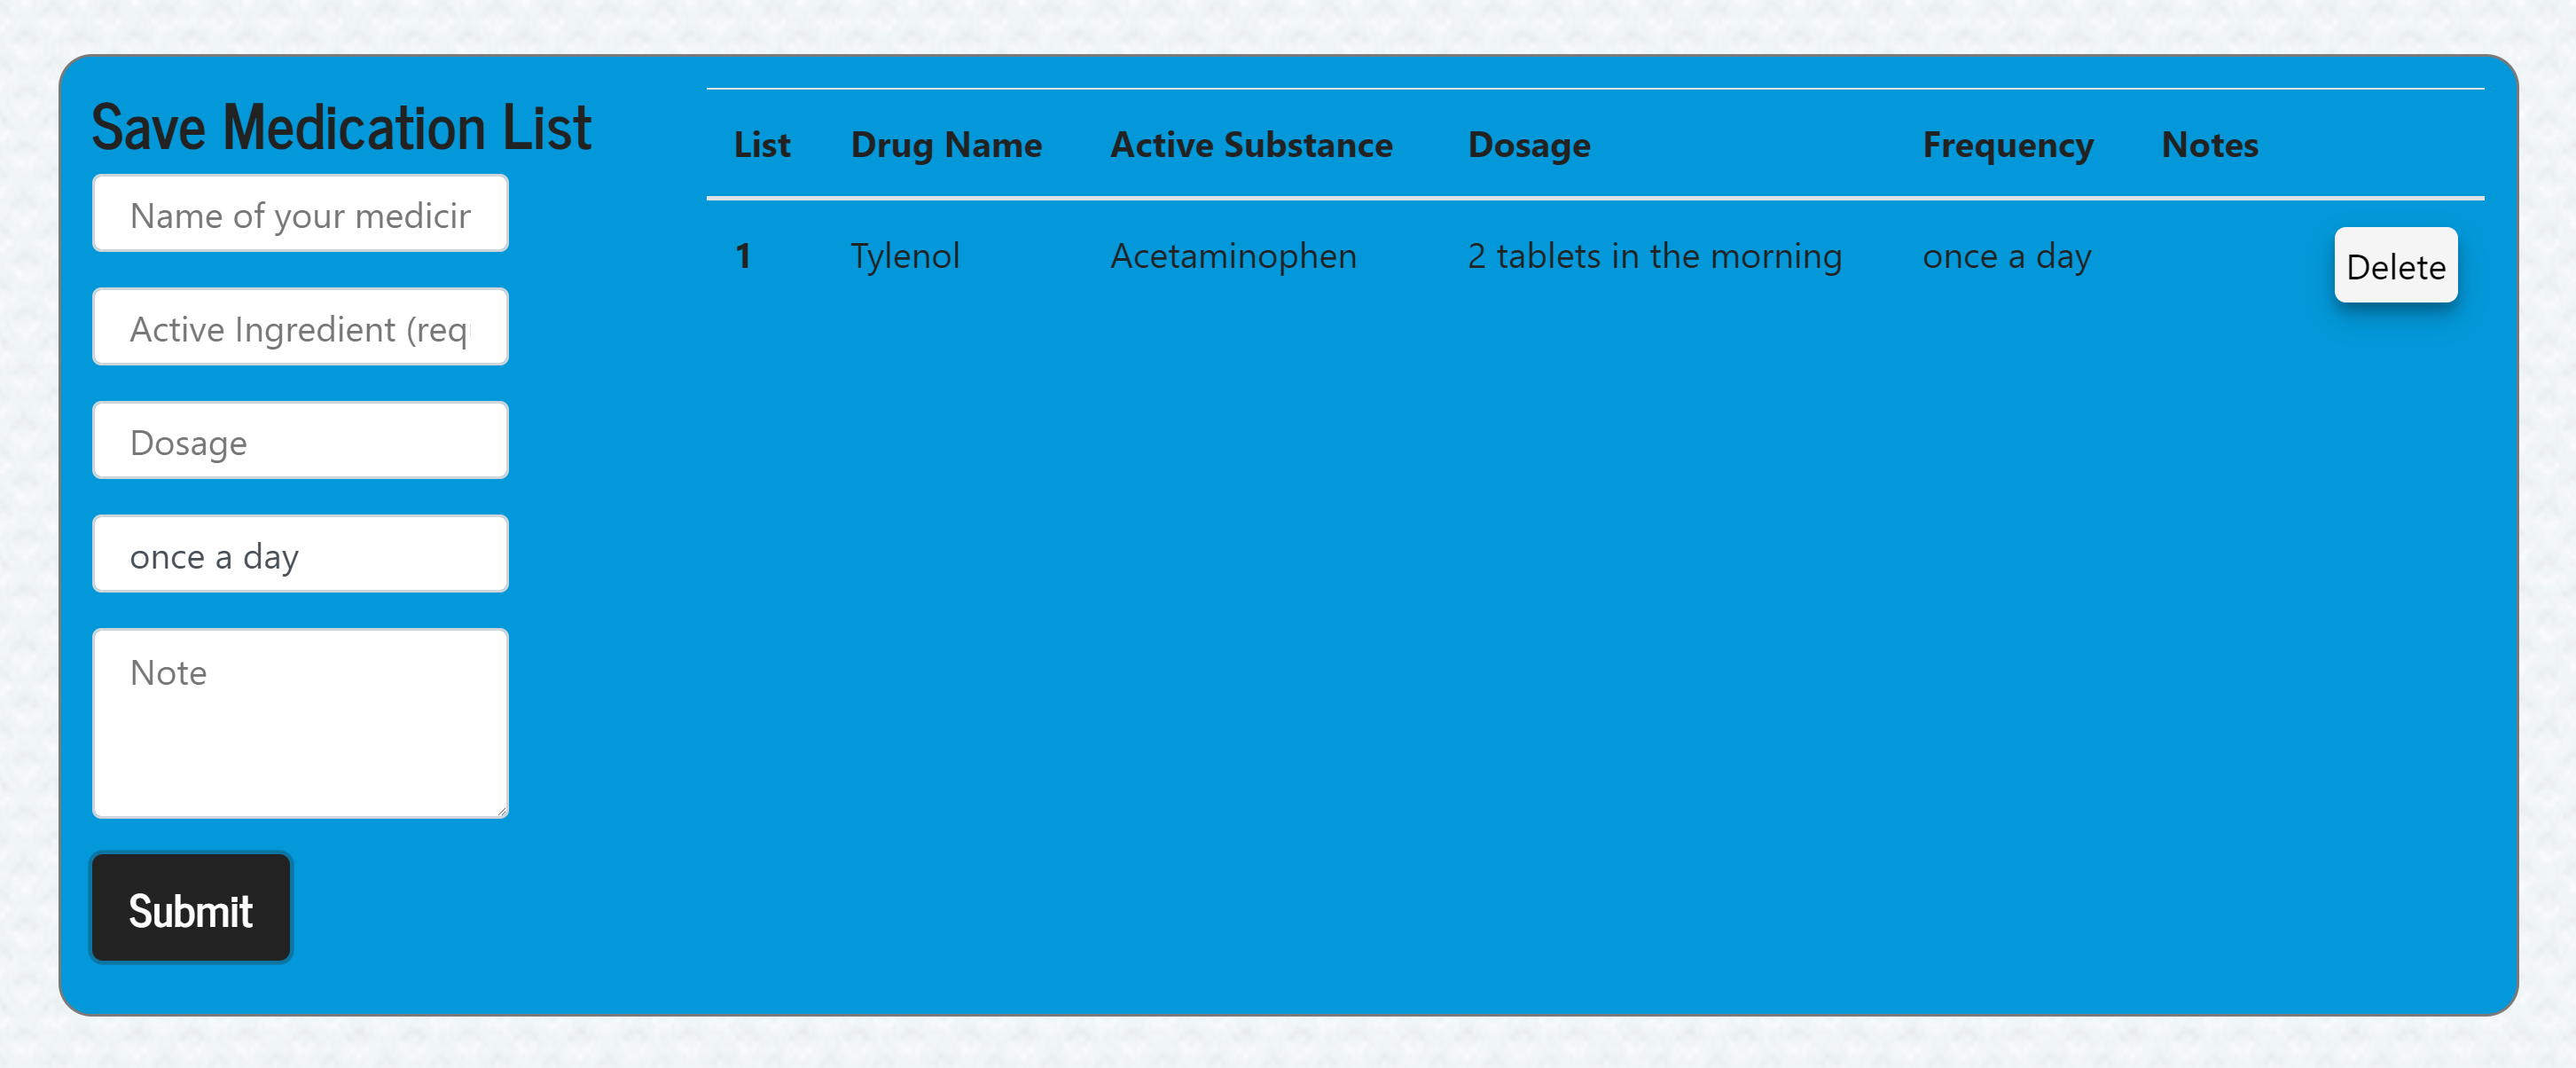 Save Medication List
Name of your medicin
Active Ingredient (req
Dosage
once a day
Note
Submit
List Drug Name Active Substance Dosage Frequency Notes
1 Tylenol Acetaminophen 2 tablets in the morning once a day Delete